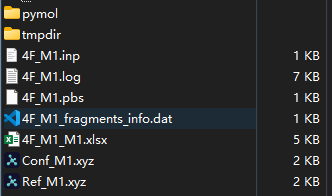 pymol
tmpdir
4F_M1.inp 1 KB
4F_M1.log 7 KB
4F_M1.pbs 1 KB
4F_M1_fragments_info.dat 1 KB
4F_M1_M1.xlsx 5 KB
Conf_M1.xyz 2 KB
Ref_M1.xyz 2 KB